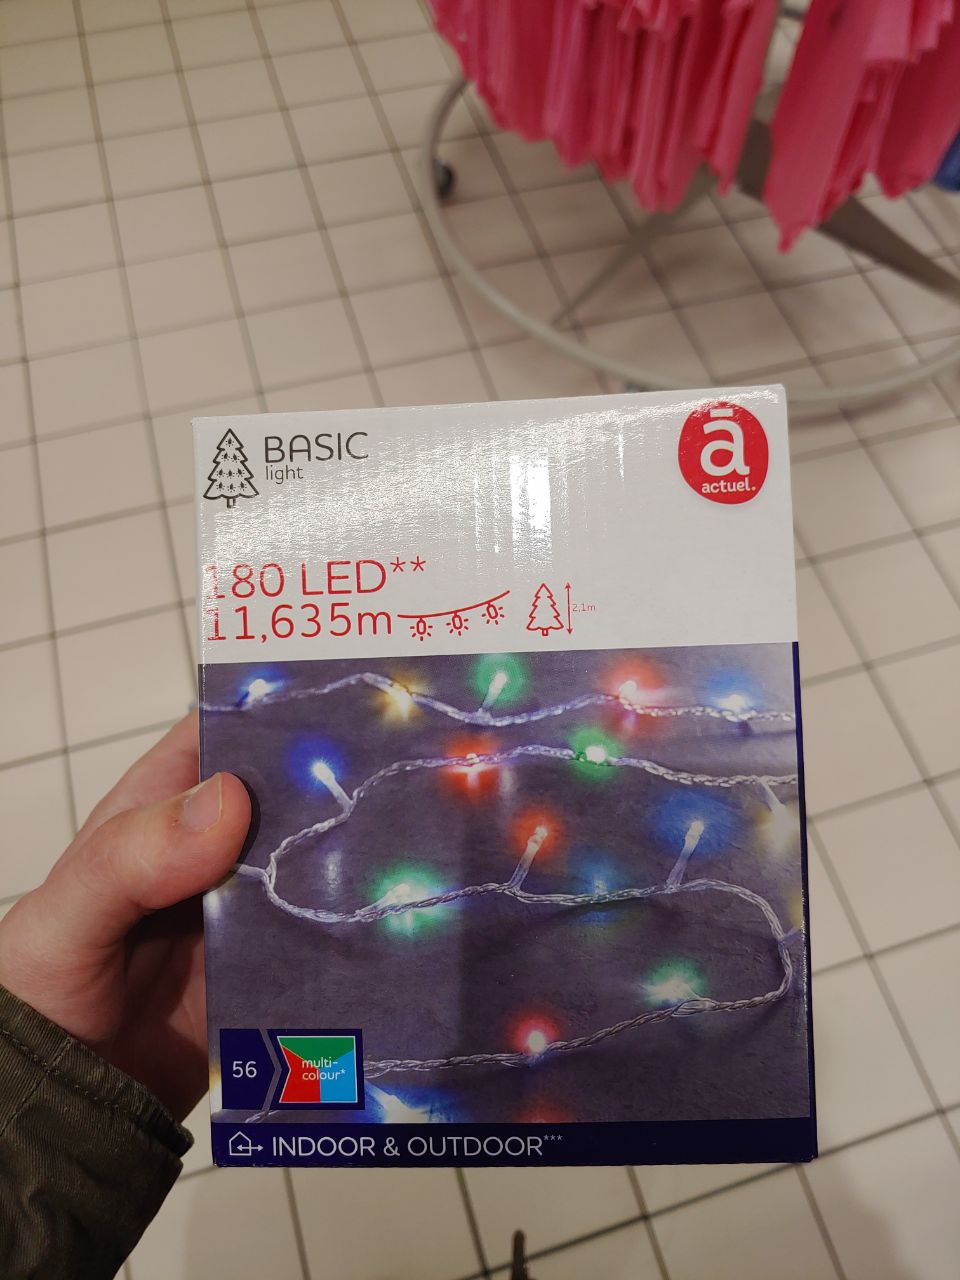 BASIC
light
ā
actuel.
180 LED**
11,635m
2,1m
56
multi-
colour*
INDOOR & OUTDOOR***